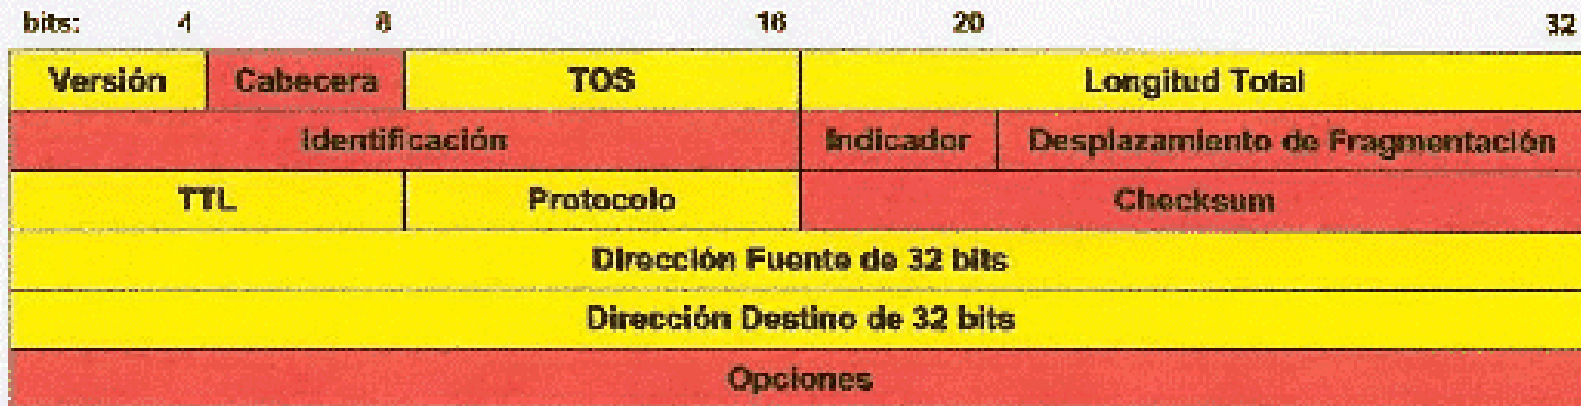 bits: 4 8 16 20 32
Versión Cabecera TOS Longitud Total
Identificación Indicador Desplazamiento de Fragmentación
TTL Protocolo Checksum
Dirección Fuente de 32 bits
Dirección Destino de 32 bits
Opciones